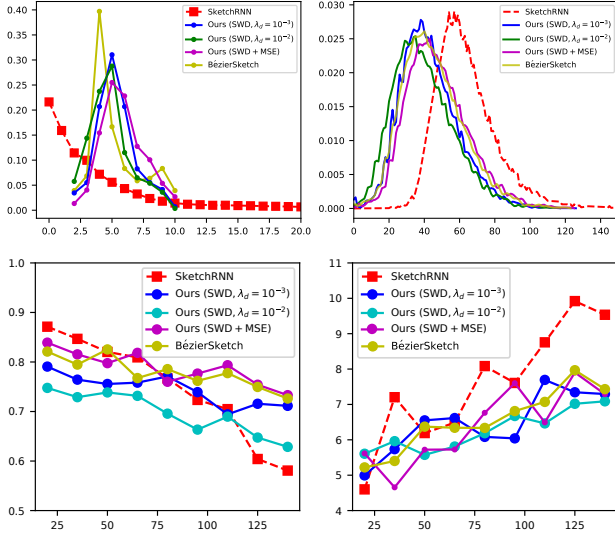 0.40
0.35
0.30
0.25
0.20
0.15
0.10
0.05
0.00
0.0 2.5 5.0 7.5 10.0 12.5 15.0 17.5 20.0
SketchRNN
Ours (SWD, λd = 10⁻³)
Ours (SWD, λd = 10⁻²)
Ours (SWD + MSE)
BézierSketch
0.030
0.025
0.020
0.015
0.010
0.005
0.000
0 20 40 60 80 100 120 140
SketchRNN
Ours (SWD, λd = 10⁻³)
Ours (SWD, λd = 10⁻²)
Ours (SWD + MSE)
BézierSketch
1.0
0.9
0.8
0.7
0.6
0.5
25 50 75 100 125
SketchRNN
Ours (SWD, λd = 10⁻³)
Ours (SWD, λd = 10⁻²)
Ours (SWD + MSE)
BézierSketch
11
10
9
8
7
6
5
4
25 50 75 100 125
SketchRNN
Ours (SWD, λd = 10⁻³)
Ours (SWD, λd = 10⁻²)
Ours (SWD + MSE)
BézierSketch